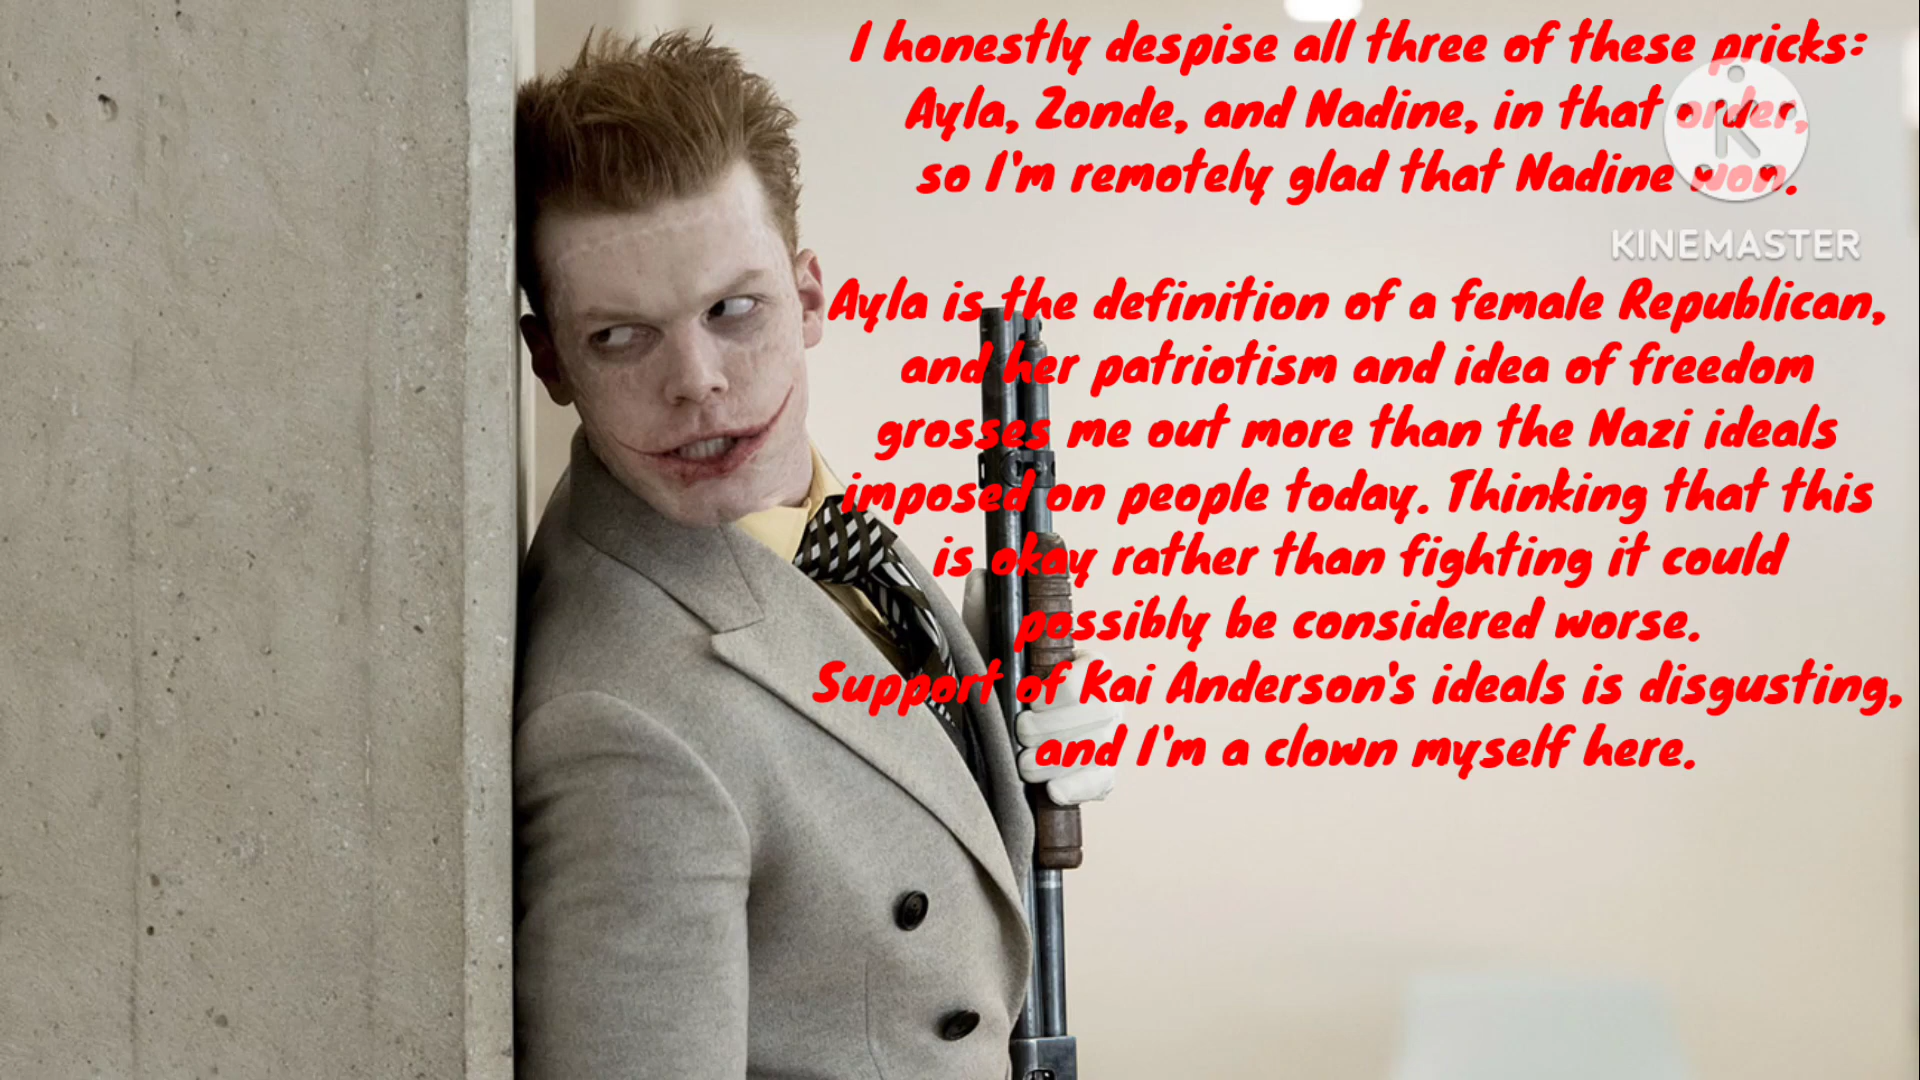 I honestly despise all three of these pricks:
Ayla, Zonde, and Nadine, in that order,
so I'm remotely glad that Nadine won.
KINEMASTER
Ayla is the definition of a female Republican,
and her patriotism and idea of freedom
grosses me out more than the Nazi ideals
imposed on people today. Thinking that this
is okay rather than fighting it could
possibly be considered worse.
Support of Kai Anderson's ideals is disgusting,
and I'm a clown myself here.